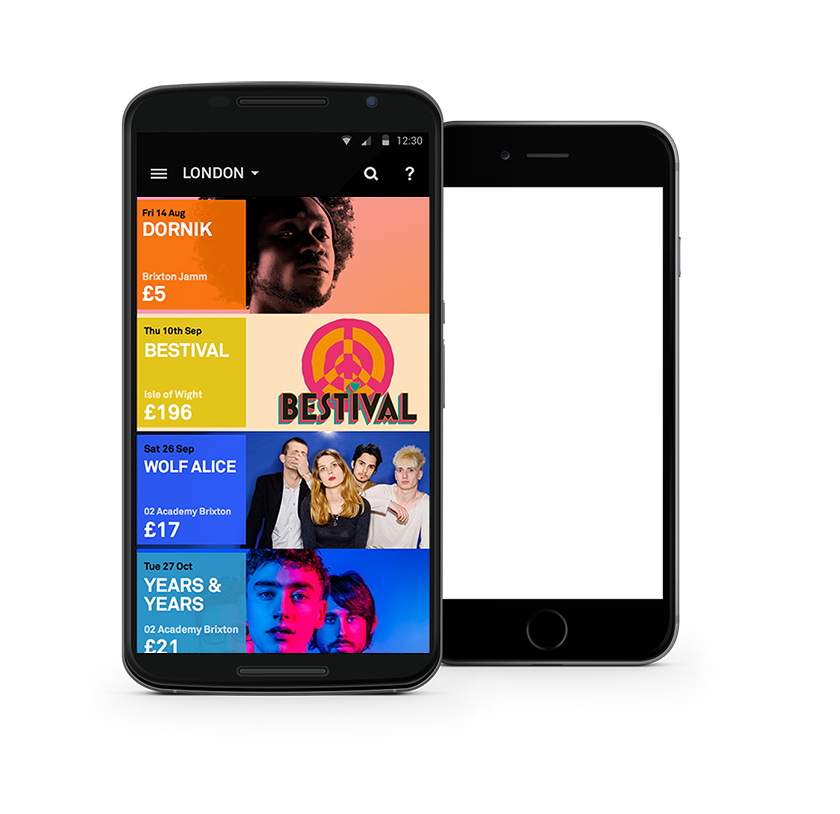 12:30
LONDON
?
Fri 14 Aug
DORNIK
Brixton Jamm
£5
Thu 10th Sep
BESTIVAL
Isle of Wight
£196
BESTIVAL
Sat 26 Sep
WOLF ALICE
02 Academy Brixton
£17
Tue 27 Oct
YEARS &
YEARS
02 Academy Brixton
£21